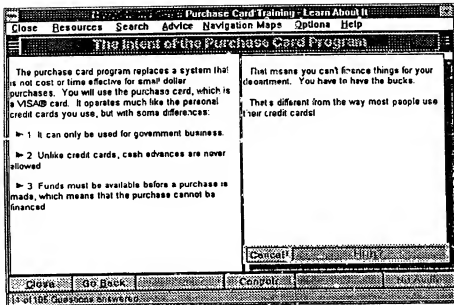 Purchase Card Training - Learn About It
Close Resources Search Advice Navigation Maps Options Help
The Intent of the Purchase Card Program
The purchase card program replaces a system that
is not cost or time effective for small dollar
purchases. You will use the purchase card, which is
a VISA® card. It operates much like the personal
credit cards you use, but with some differences:
► 1 It can only be used for government business.
► 2 Unlike credit cards, cash advances are never
allowed
► 3 Funds must be available before a purchase is
made, which means that the purchase cannot be
financed
That means you can't finance things for your
department. You have to have the bucks.
That's different from the way most people use
their credit cards!
Cancel
Close Go Back Control No Audio
of 106 Questions answered